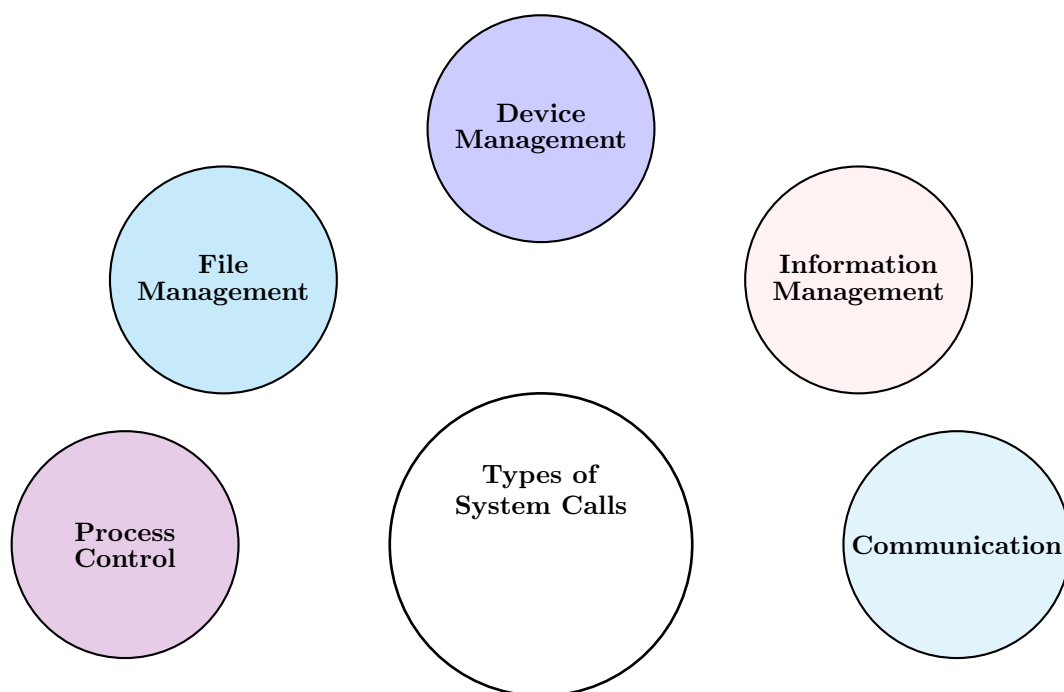 Device
Management
File
Management
Information
Management
Types of
System Calls
Process
Control
Communication